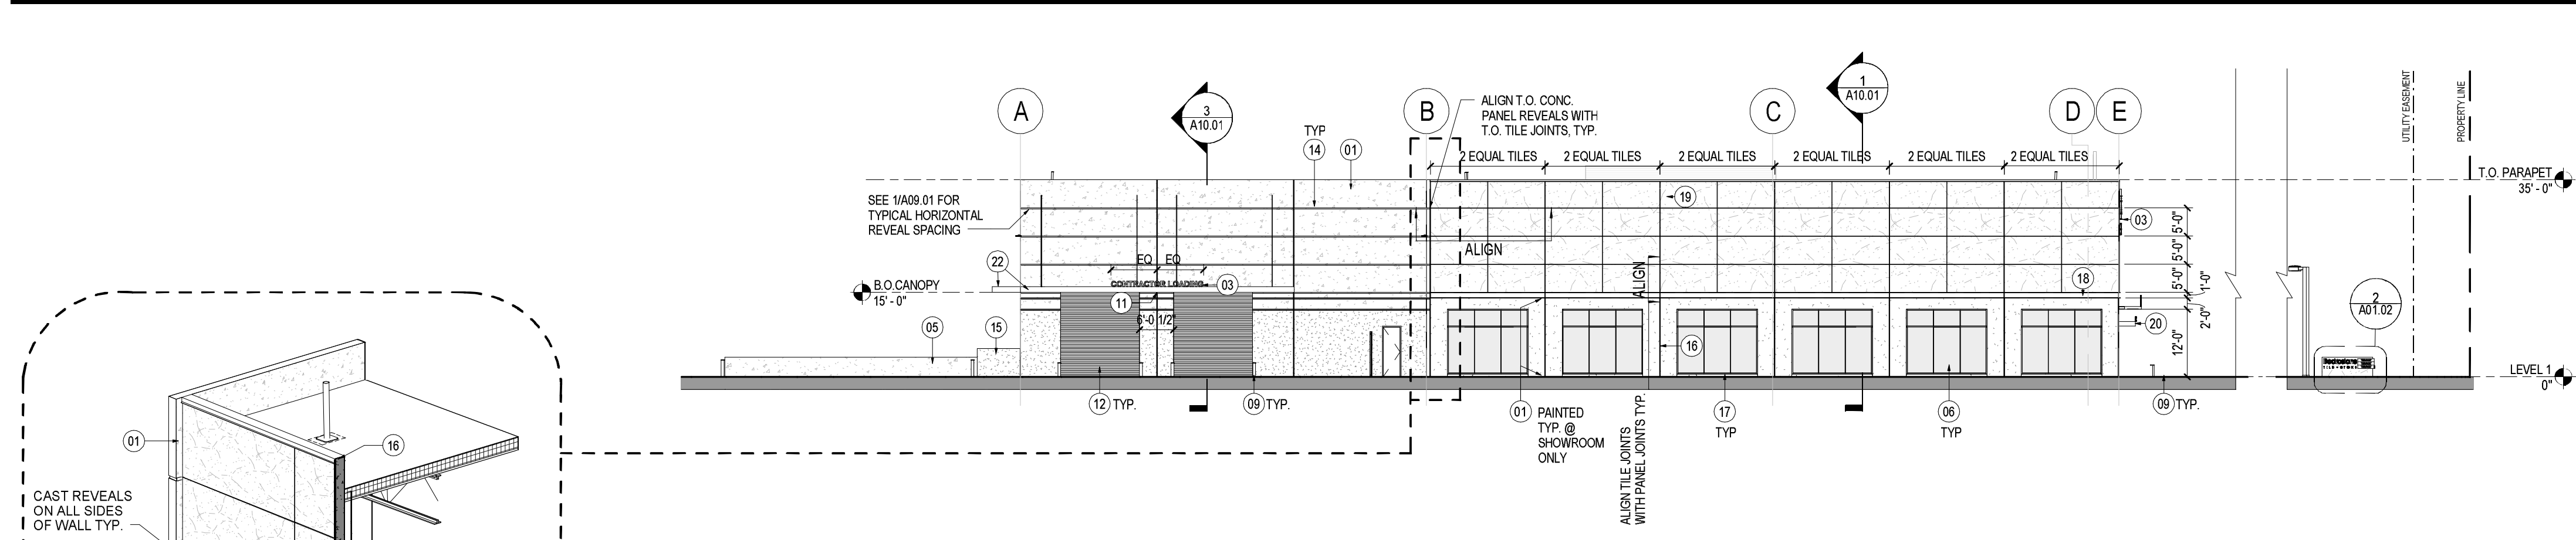 A
3
A10.01
B
ALIGN T.O. CONC.
PANEL REVEALS WITH
T.O. TILE JOINTS, TYP.
C
1
A10.01
D
E
UTILITY EASEMENT
PROPERTY LINE
TYP
14
01
2 EQUAL TILES
2 EQUAL TILES
2 EQUAL TILES
2 EQUAL TILES
2 EQUAL TILES
2 EQUAL TILES
T.O. PARAPET
35' - 0"
SEE 1/A09.01 FOR
TYPICAL HORIZONTAL
REVEAL SPACING
19
03
ALIGN
5'-0"
5'-0"
5'-0"
1'-0"
2'-0"
12'-0"
22
EQ
EQ
CONTRACTOR LOADING
03
ALIGN
18
B.O.CANOPY
15' - 0"
11
6'-0 1/2"
2
A01.02
05
15
16
20
TILE + STONE
LEVEL 1
0"
12
TYP.
09
TYP.
01
PAINTED
TYP. @
SHOWROOM
ONLY
ALIGN TILE JOINTS
WITH PANEL JOINTS TYP.
17
TYP
06
TYP
09
TYP.
01
16
CAST REVEALS
ON ALL SIDES
OF WALL TYP.